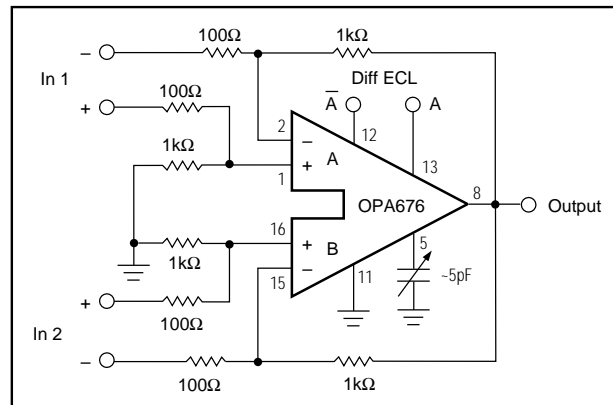 100Ω
1kΩ
–
In 1
100Ω
Diff ECL
A̅
A
+
2
12
–
A
13
1kΩ
+
1
8
OPA676
Output
16
+
5
B
1kΩ
–
~5pF
15
11
+
100Ω
In 2
–
100Ω
1kΩ